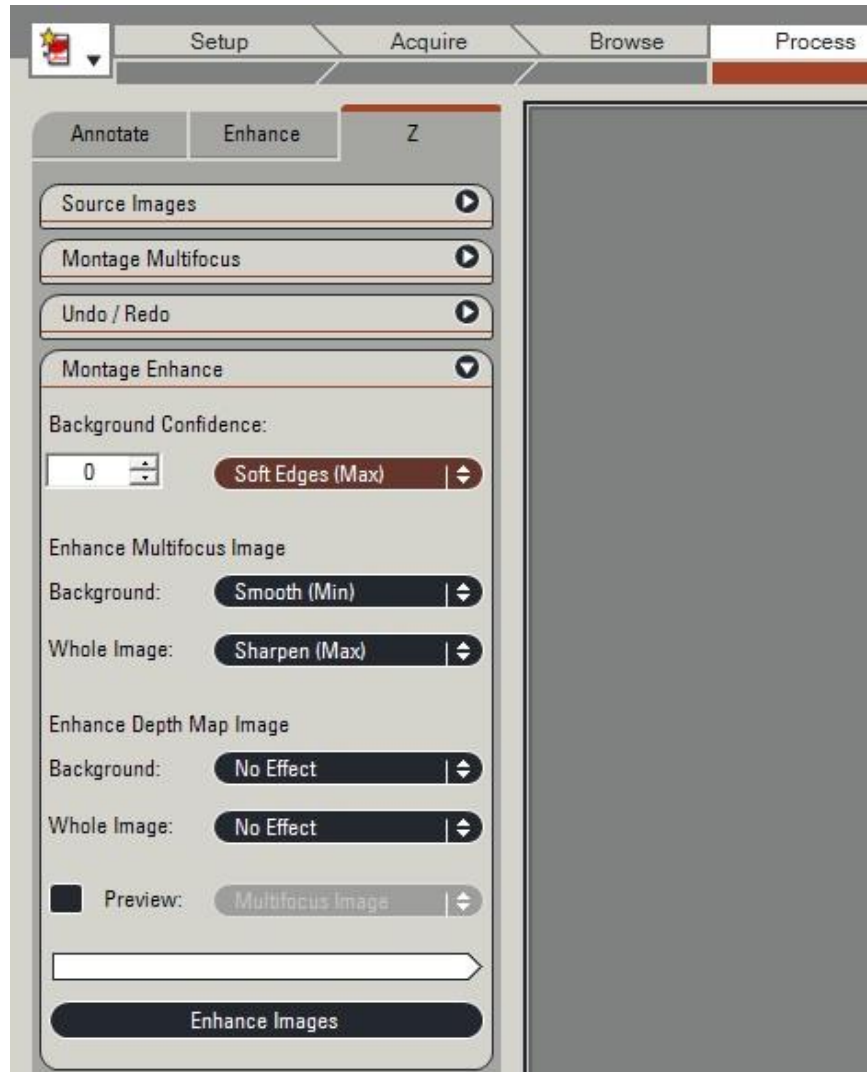 Setup Acquire Browse Process
Annotate Enhance Z
Source Images
Montage Multifocus
Undo / Redo
Montage Enhance
Background Confidence:
0 Soft Edges (Max)
Enhance Multifocus Image
Background: Smooth (Min)
Whole Image: Sharpen (Max)
Enhance Depth Map Image
Background: No Effect
Whole Image: No Effect
Preview: Multifocus Image
Enhance Images